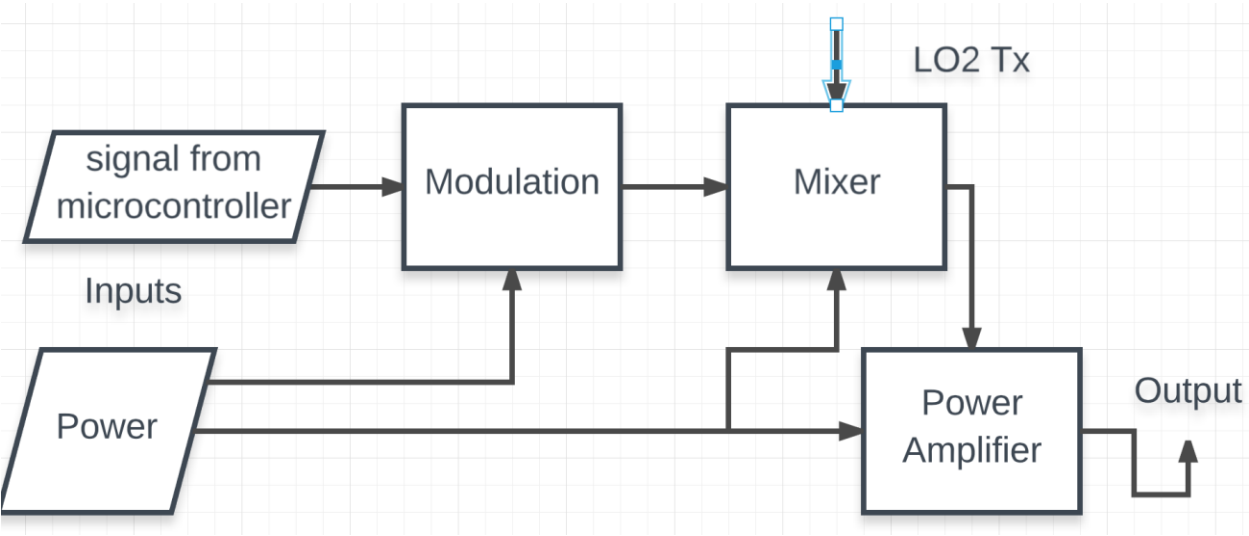 LO2 Tx
signal from
microcontroller
Modulation
Mixer
Inputs
Power
Power
Amplifier
Output